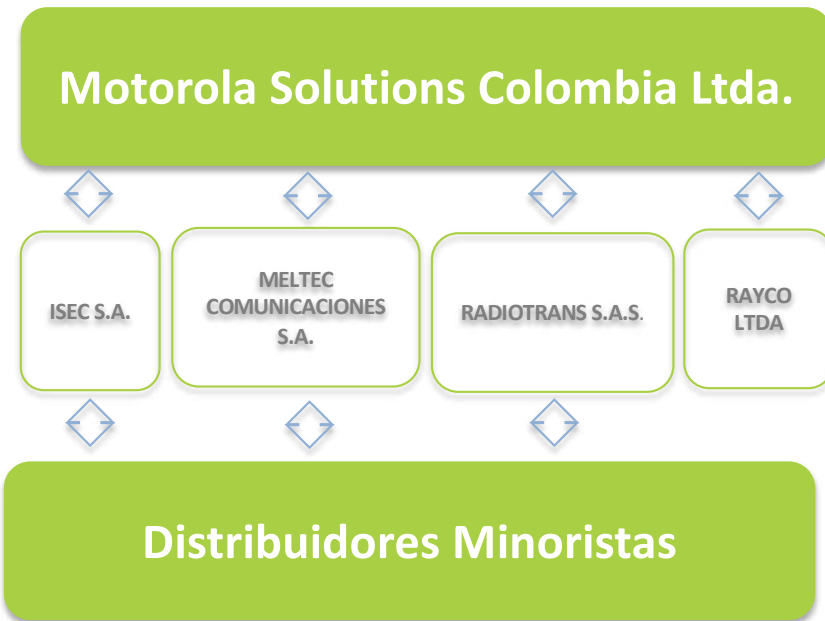 Motorola Solutions Colombia Ltda.
ISEC S.A.
MELTEC
COMUNICACIONES
S.A.
RADIOTRANS S.A.S.
RAYCO
LTDA
Distribuidores Minoristas